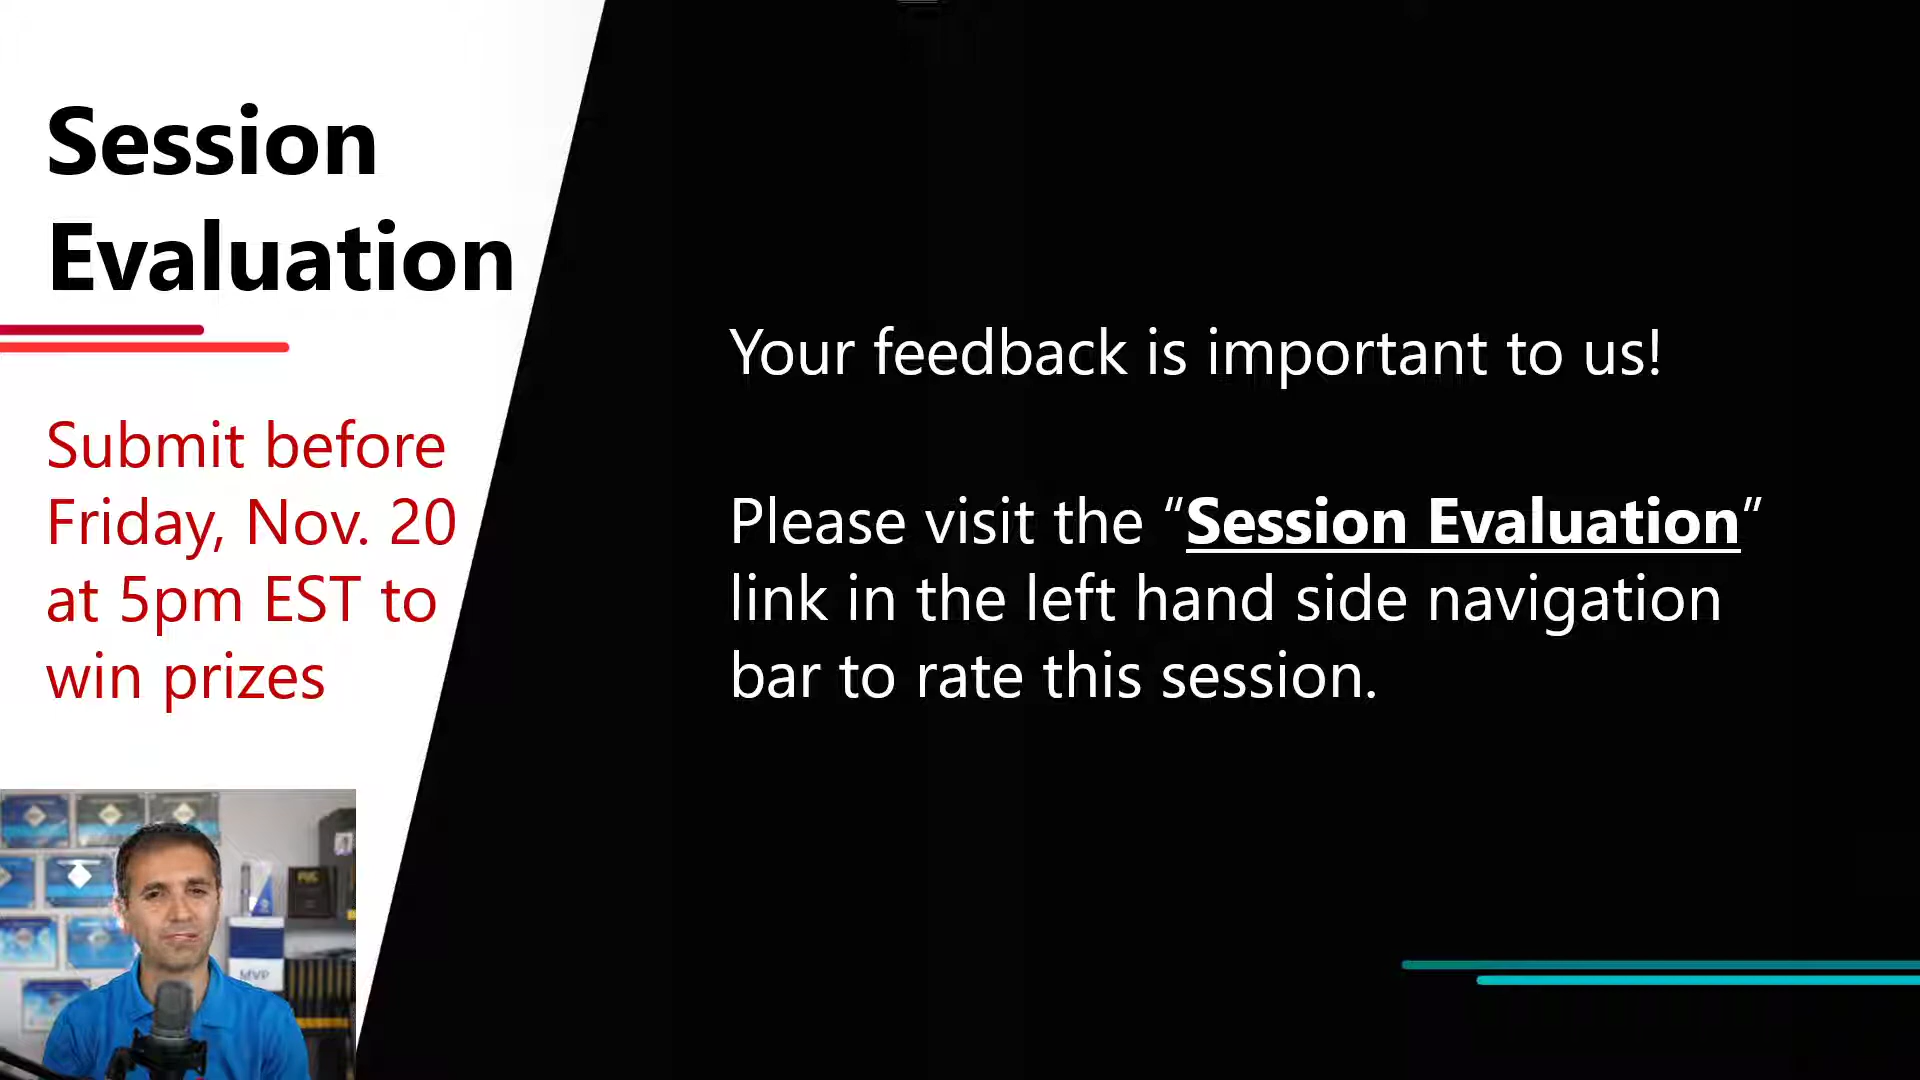 Session
Evaluation
Submit before
Friday, Nov. 20
at 5pm EST to
win prizes
Your feedback is important to us!
Please visit the “Session Evaluation”
link in the left hand side navigation
bar to rate this session.
MVP